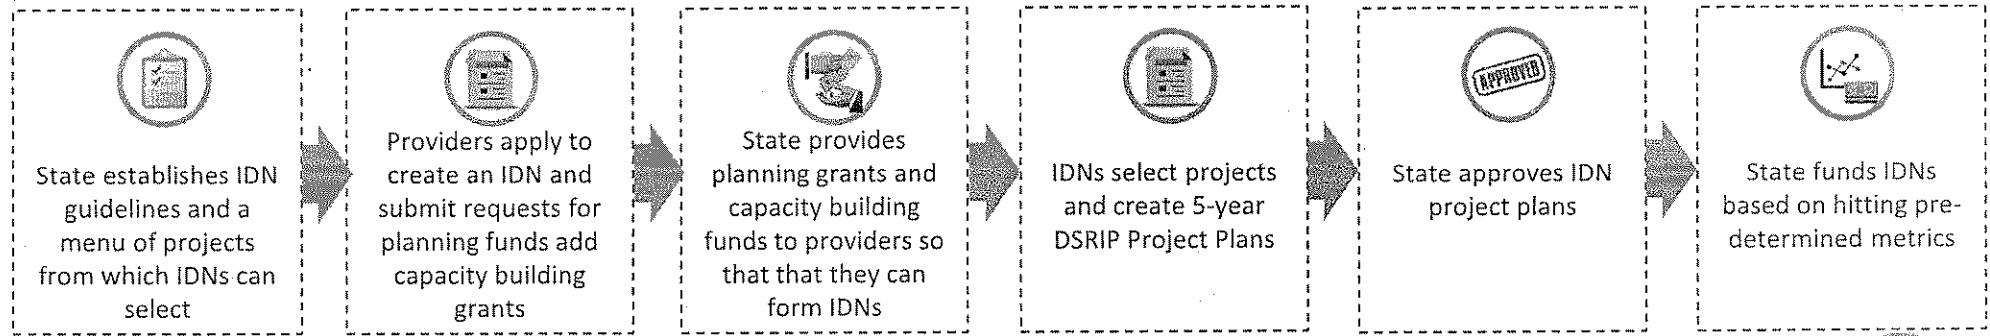 State establishes IDN
guidelines and a
menu of projects
from which IDNs can
select
Providers apply to
create an IDN and
submit requests for
planning funds add
capacity building
grants
State provides
planning grants and
capacity building
funds to providers so
that that they can
form IDNs
IDNs select projects
and create 5-year
DSRIP Project Plans
APPROVED
State approves IDN
project plans
State funds IDNs
based on hitting pre-
determined metrics